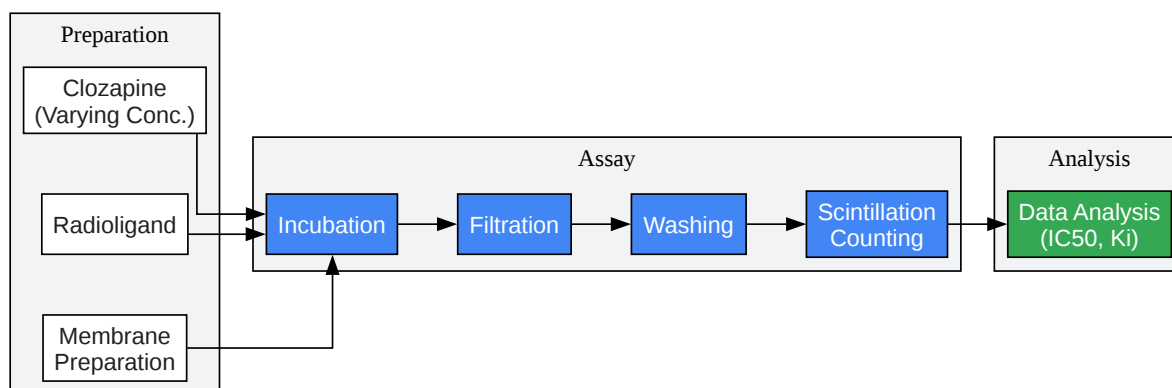 Preparation
Clozapine
(Varying Conc.)
Radioligand
Membrane
Preparation
Assay
Incubation
Filtration
Washing
Scintillation
Counting
Analysis
Data Analysis
(IC50, Ki)